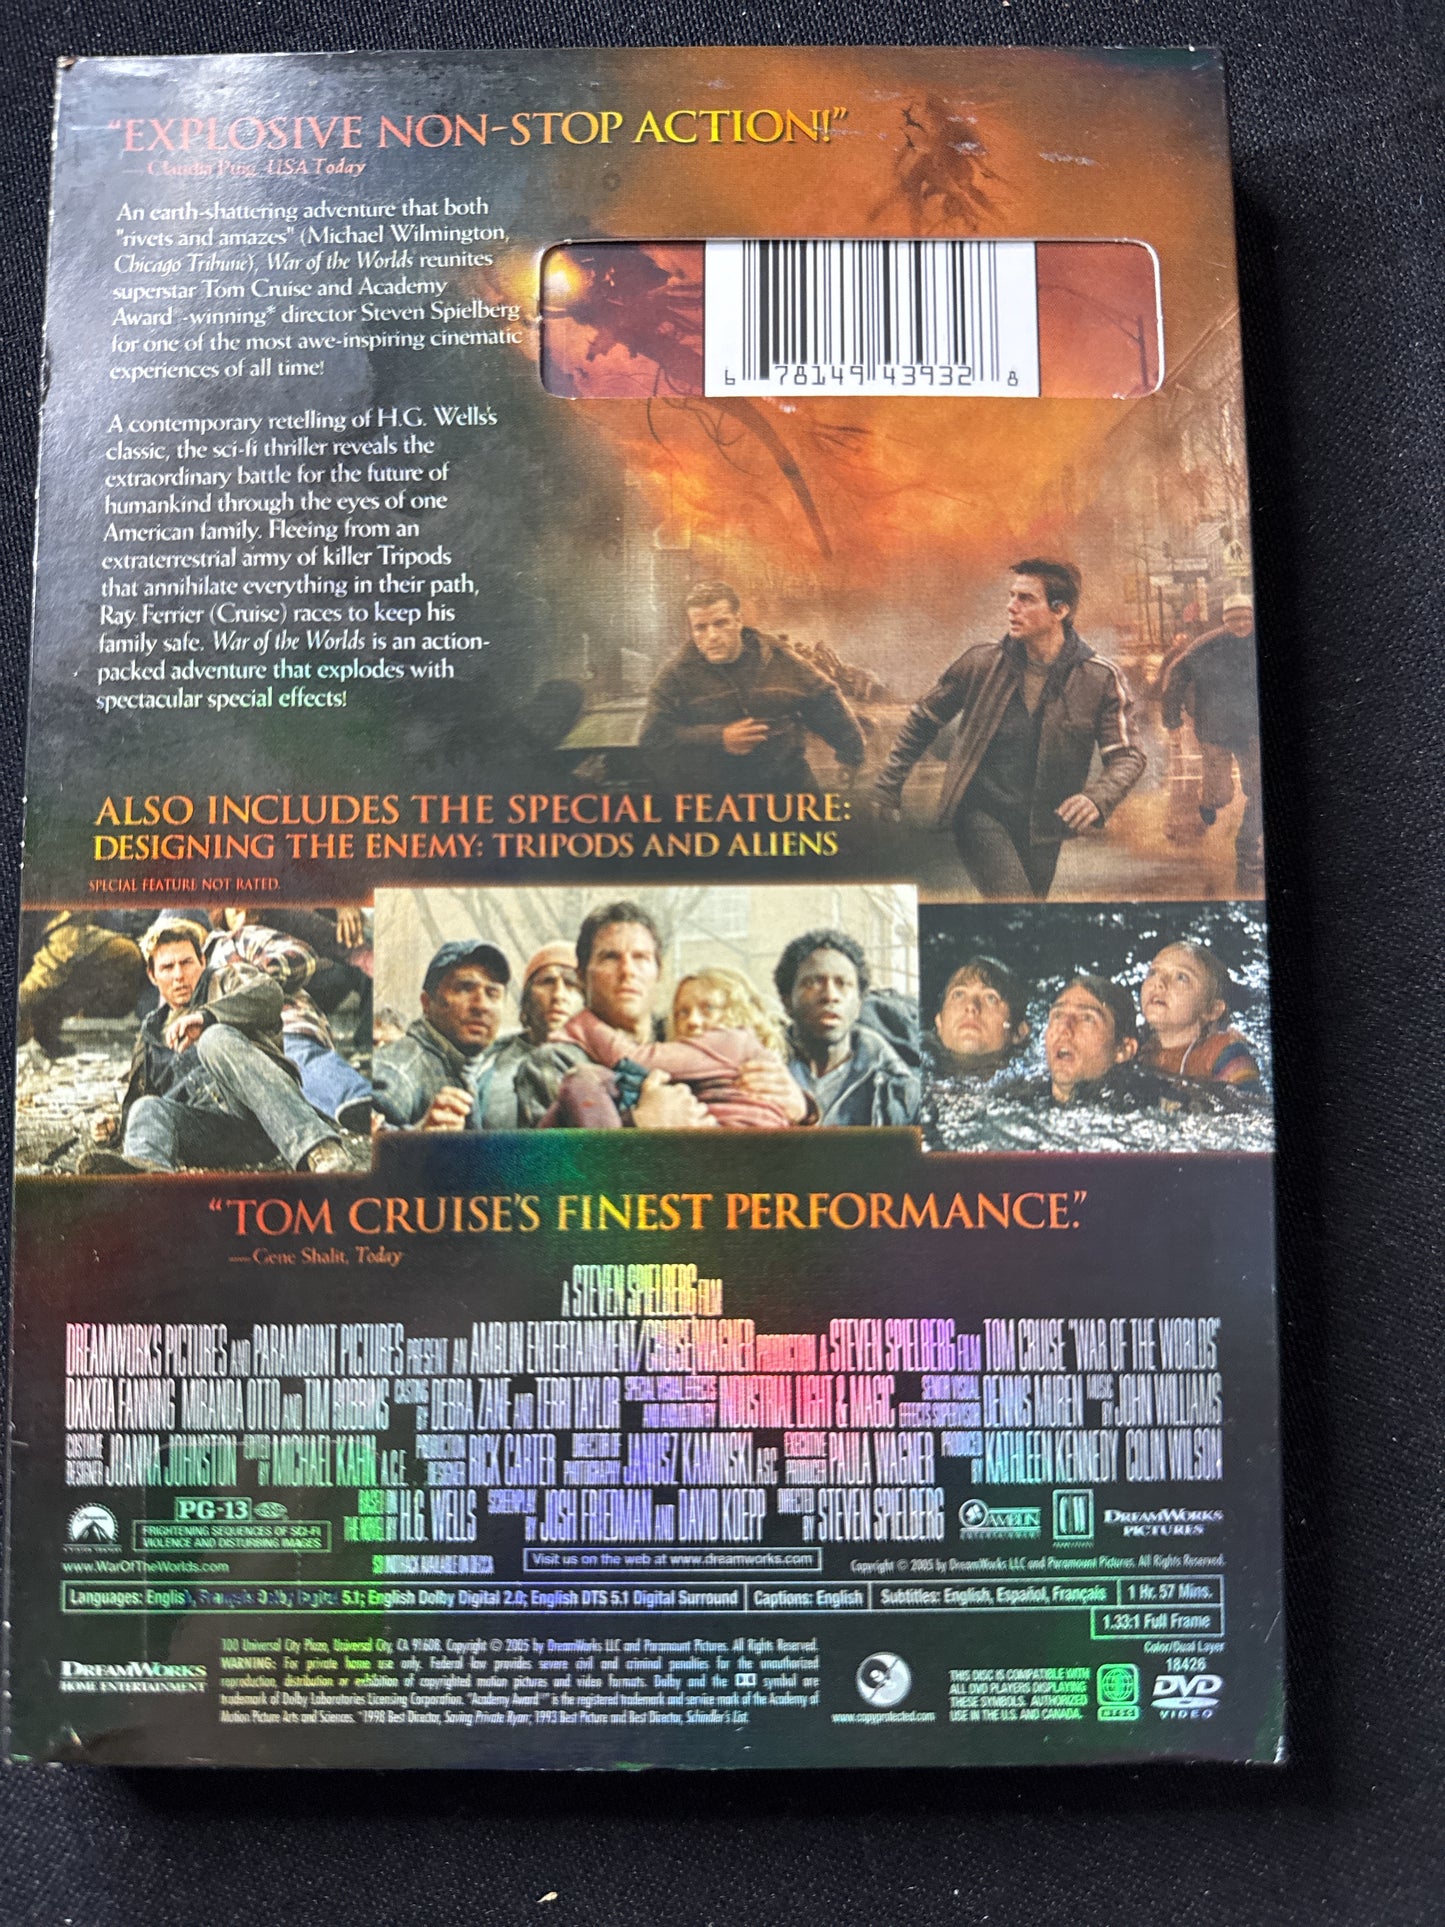 "EXPLOSIVE NON-STOP ACTION!"
— Claudia Puig, USA Today
An earth-shattering adventure that both
"rivets and amazes" (Michael Wilmington,
Chicago Tribune), War of the Worlds reunites
superstar Tom Cruise and Academy
Award -winning* director Steven Spielberg
for one of the most awe-inspiring cinematic
experiences of all time!
6 78149 43932 8
A contemporary retelling of H.G. Wells's
classic, the sci-fi thriller reveals the
extraordinary battle for the future of
humankind through the eyes of one
American family. Fleeing from an
extraterrestrial army of killer Tripods
that annihilate everything in their path,
Ray Ferrier (Cruise) races to keep his
family safe. War of the Worlds is an action-
packed adventure that explodes with
spectacular special effects!
ALSO INCLUDES THE SPECIAL FEATURE:
DESIGNING THE ENEMY: TRIPODS AND ALIENS
SPECIAL FEATURE NOT RATED.
"TOM CRUISE'S FINEST PERFORMANCE."
—Gene Shalit, Today
A STEVEN SPIELBERG FILM
DREAMWORKS PICTURES AND PARAMOUNT PICTURES PRESENT AN AMBLIN ENTERTAINMENT/CRUISE/WAGNER PRODUCTION A STEVEN SPIELBERG FILM TOM CRUISE "WAR OF THE WORLDS"
DAKOTA FANNING MIRANDA OTTO AND TIM ROBBINS CASTING BY DEBRA ZANE AND TERRI TAYLOR SPECIAL VISUAL EFFECTS INDUSTRIAL LIGHT & MAGIC SENIOR VISUAL EFFECTS SUPERVISOR DENNIS MUREN MUSIC BY JOHN WILLIAMS
COSTUME DESIGNER JOANNA JOHNSTON EDITED BY MICHAEL KAHN A.C.E. PRODUCTION DESIGNER RICK CARTER DIRECTOR OF PHOTOGRAPHY JANUSZ KAMINSKI ASC EXECUTIVE PRODUCER PAULA WAGNER PRODUCED BY KATHLEEN KENNEDY COLIN WILSON
BASED ON THE NOVEL BY H.G. WELLS SCREENPLAY BY JOSH FRIEDMAN AND DAVID KOEPP DIRECTED BY STEVEN SPIELBERG
PG-13
FRIGHTENING SEQUENCES OF SCI-FI
VIOLENCE AND DISTURBING IMAGES
AMBLIN
ENTERTAINMENT
C W
DREAMWORKS
PICTURES
www.WarOfTheWorlds.com
SOUNDTRACK AVAILABLE ON DECCA
Visit us on the web at www.dreamworks.com
Copyright © 2005 by DreamWorks LLC and Paramount Pictures. All Rights Reserved.
Languages: English, Français Dolby Digital 5.1; English Dolby Digital 2.0; English DTS 5.1 Digital Surround
Captions: English
Subtitles: English, Español, Français
1 Hr. 57 Mins.
1.33:1 Full Frame
Color/Dual Layer
18426
DREAMWORKS
HOME ENTERTAINMENT
100 Universal City Plaza, Universal City, CA 91608. Copyright © 2005 by DreamWorks LLC and Paramount Pictures. All Rights Reserved.
WARNING: For private home use only. Federal law provides severe civil and criminal penalties for the unauthorized
reproduction, distribution or exhibition of copyrighted motion pictures and video formats. Dolby and the symbol are
trademark of Dolby Laboratories Licensing Corporation. "Academy Award" is the registered trademark and service mark of the Academy of
Motion Picture Arts and Sciences. *1998 Best Director, Saving Private Ryan; 1993 Best Picture and Best Director, Schindler's List.
www.copyprotected.com
THIS DISC IS COMPATIBLE WITH
ALL DVD PLAYERS DISPLAYING
THESE SYMBOLS. AUTHORIZED
USE IN THE U.S. AND CANADA.
DISC
DVD
VIDEO